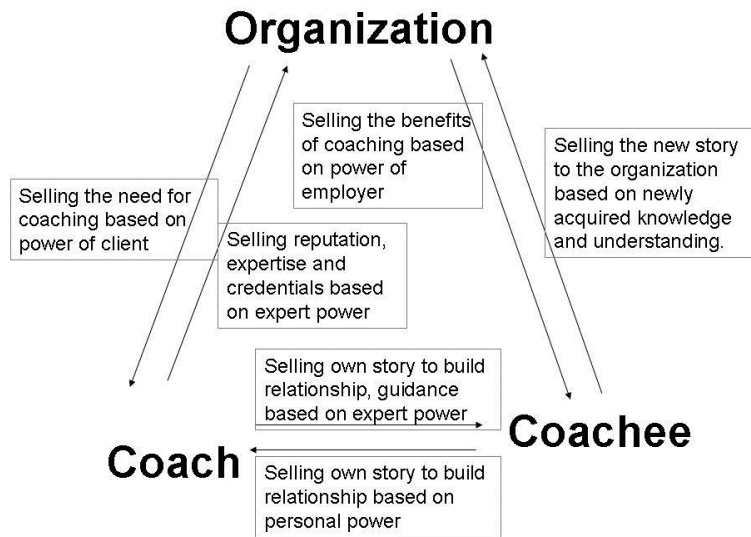 Organization
Selling the benefits
of coaching based
on power of
employer
Selling the new story
to the organization
based on newly
acquired knowledge
and understanding.
Selling the need for
coaching based on
power of client
Selling reputation,
expertise and
credentials based
on expert power
Selling own story to build
relationship, guidance
based on expert power
Coachee
Coach
Selling own story to build
relationship based on
personal power